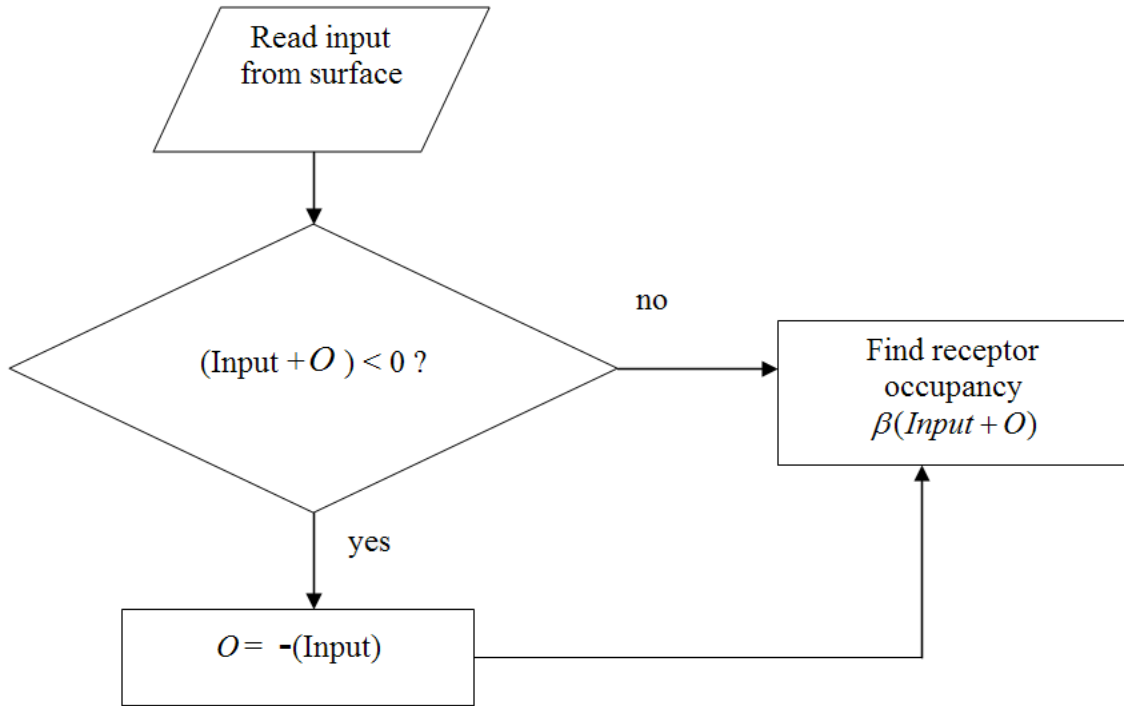 Read input
from surface
(Input + O ) < 0 ?
no
Find receptor
occupancy
β(Input + O)
yes
O = -(Input)